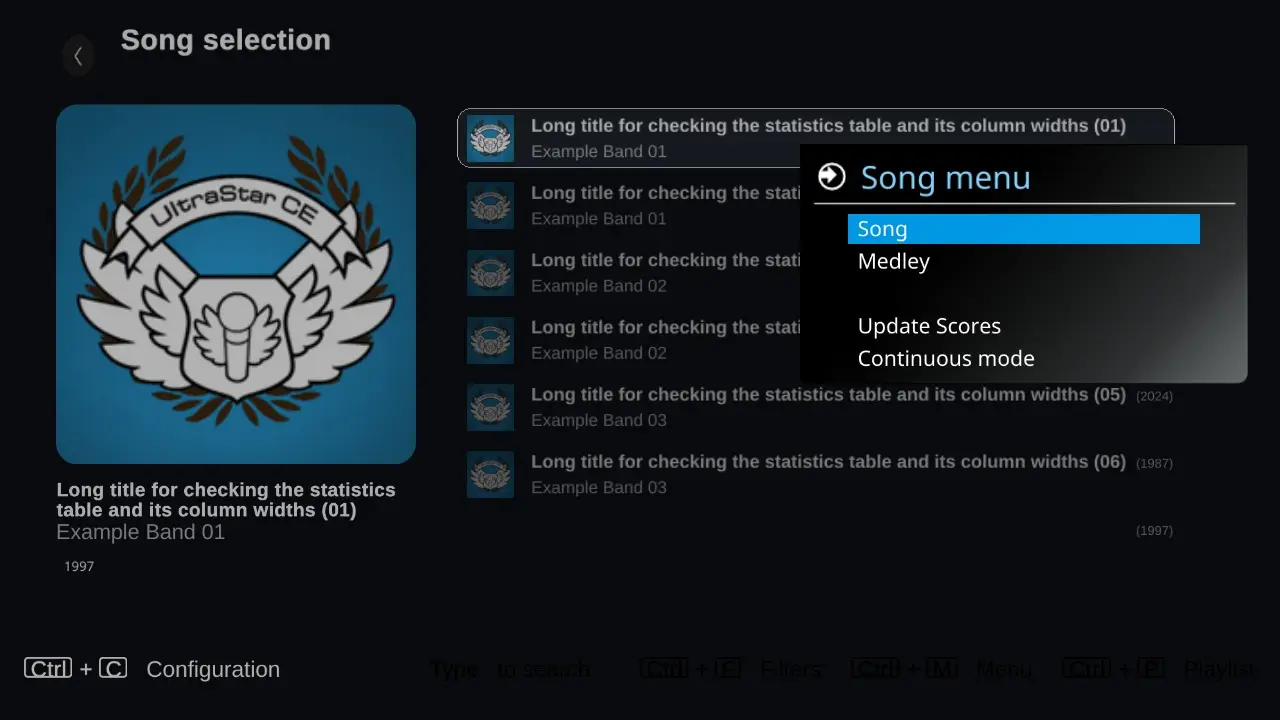 Song selection
UltraStar CE
Long title for checking the statistics
table and its column widths (01)
Example Band 01
1997
Long title for checking the statistics table and its column widths (01)
Example Band 01
Long title for checking the stati
Example Band 01
Long title for checking the stati
Example Band 02
Long title for checking the stati
Example Band 02
Long title for checking the statistics table and its column widths (05) (2024)
Example Band 03
Long title for checking the statistics table and its column widths (06) (1987)
Example Band 03
(1997)
Song menu
Song
Medley
Update Scores
Continuous mode
Ctrl + C Configuration
Type to search
Ctrl + F Filters
Ctrl + M Menu
Ctrl + P Playlist